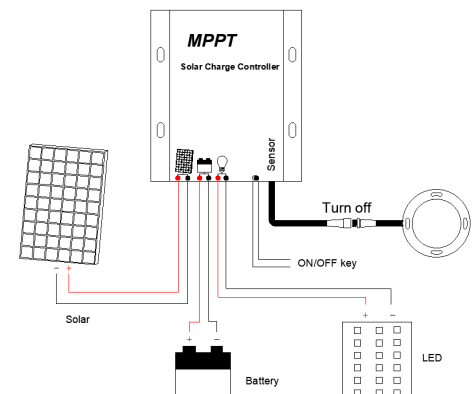 MPPT
Solar Charge Controller
Sensor
Turn off
ON/OFF key
− +
Solar
+ −
+ −
LED
Battery